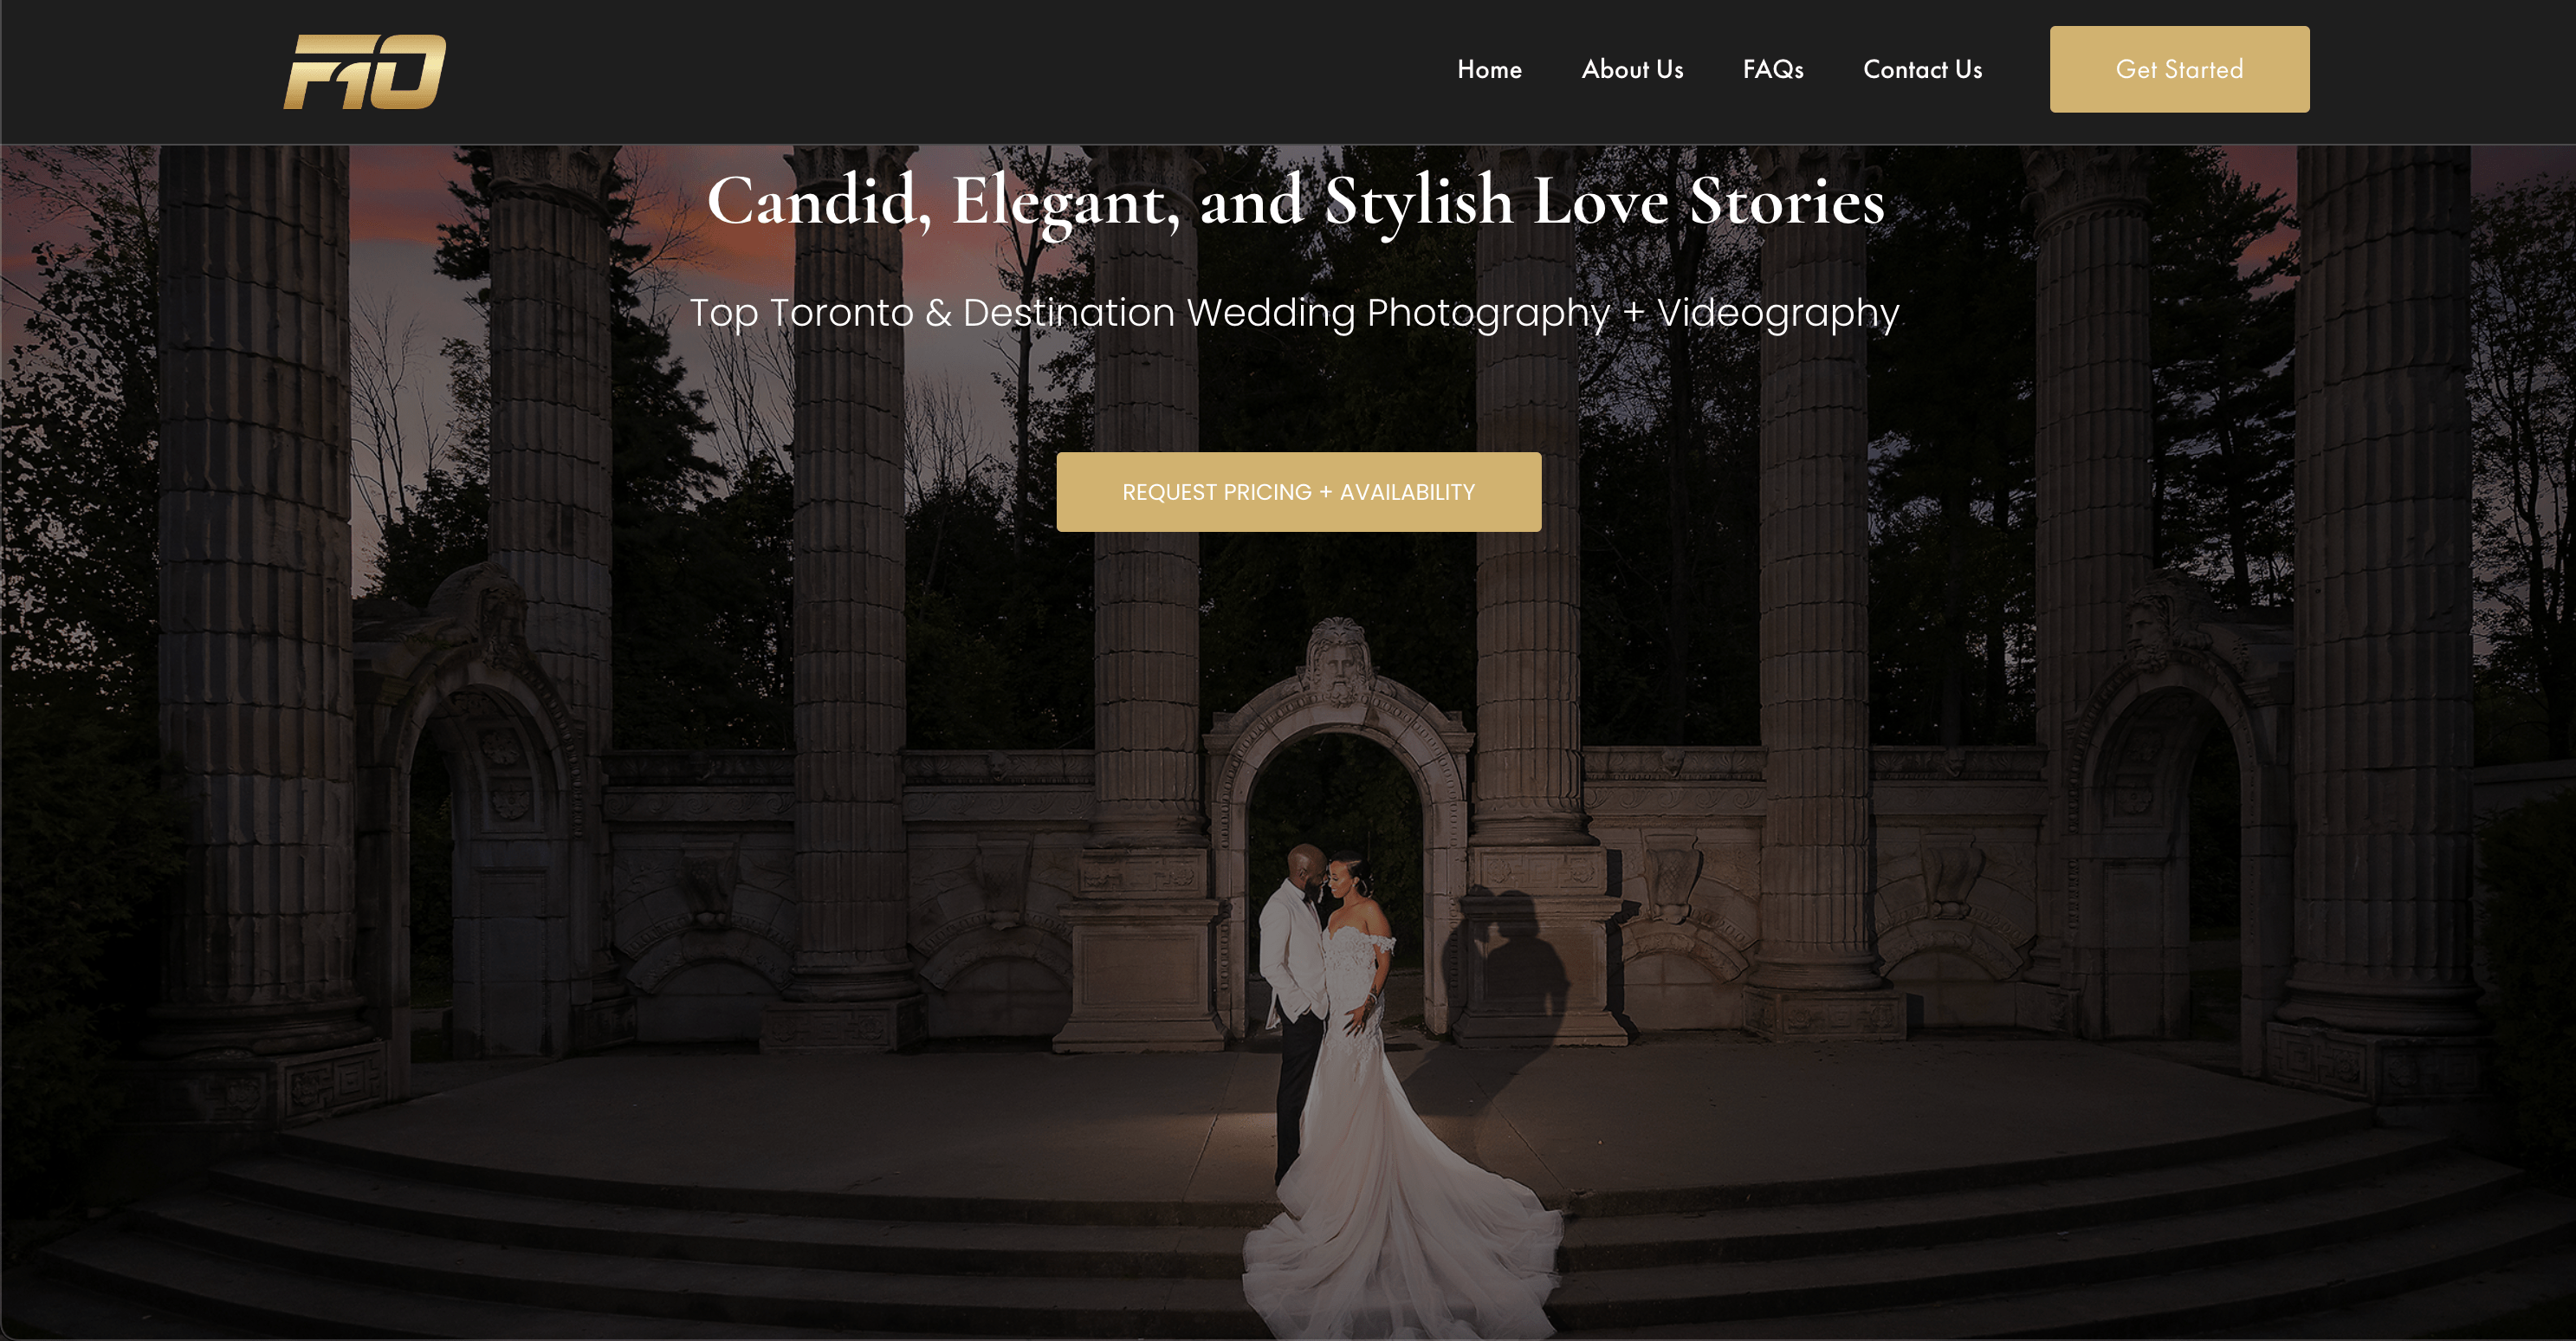 F10
Home About Us FAQs Contact Us Get Started
Candid, Elegant, and Stylish Love Stories
Top Toronto & Destination Wedding Photography + Videography
REQUEST PRICING + AVAILABILITY